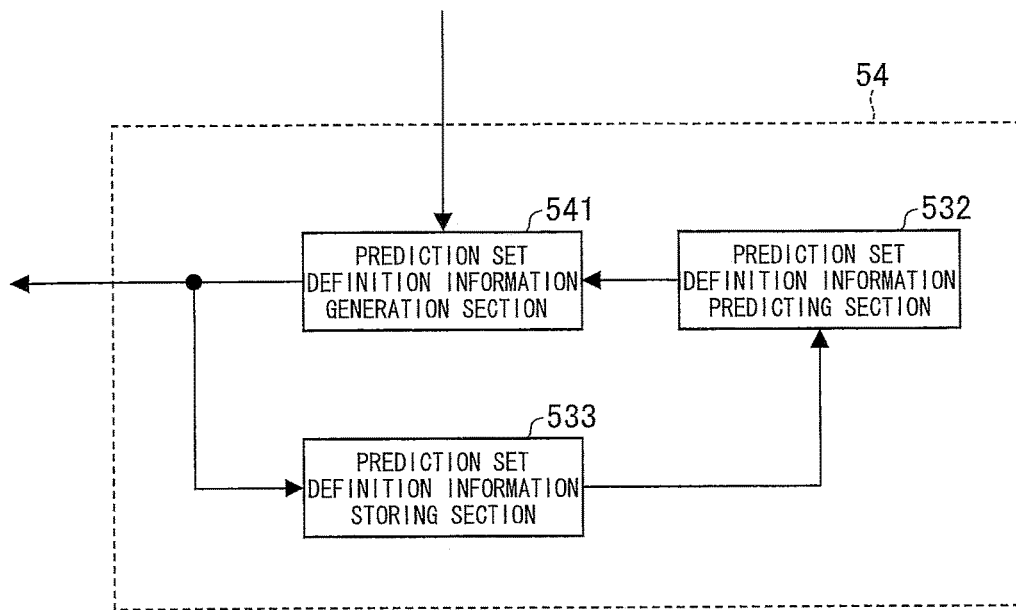 54
541
PREDICTION SET
DEFINITION INFORMATION
GENERATION SECTION
532
PREDICTION SET
DEFINITION INFORMATION
PREDICTING SECTION
533
PREDICTION SET
DEFINITION INFORMATION
STORING SECTION